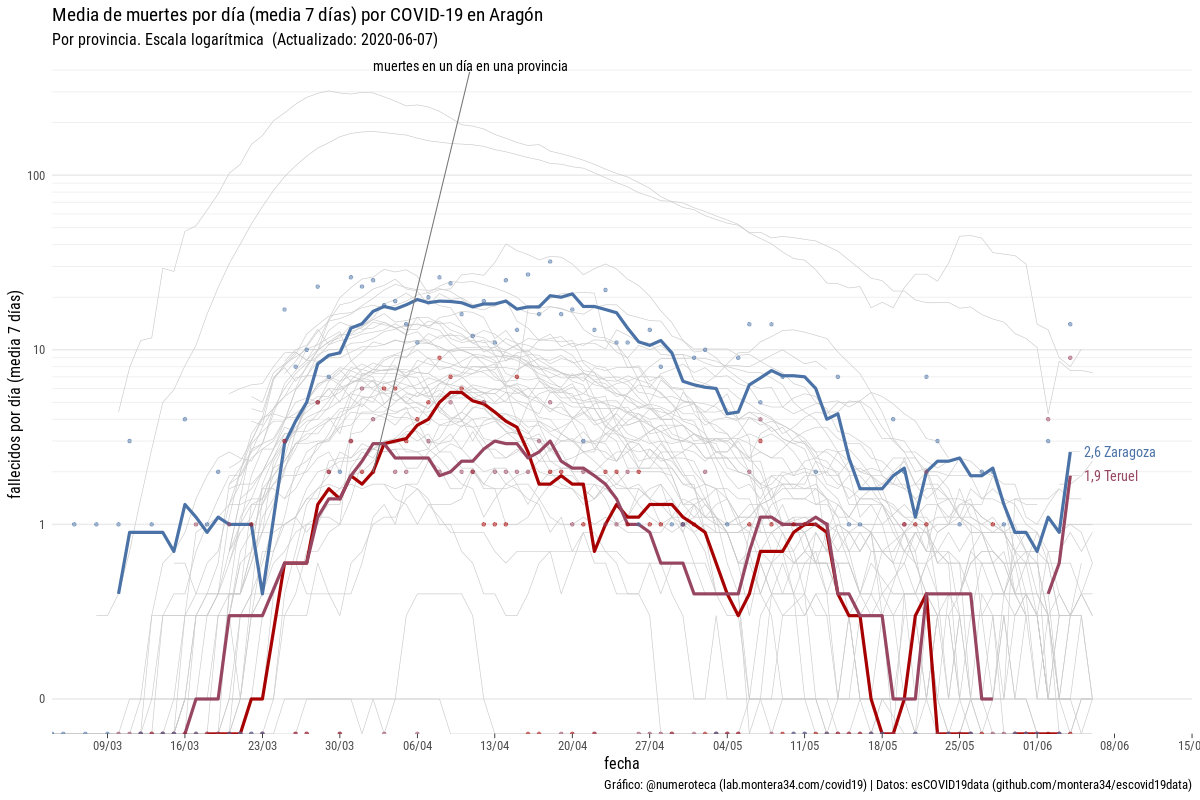 Media de muertes por día (media 7 días) por COVID-19 en Aragón
Por provincia. Escala logarítmica (Actualizado: 2020-06-07)
muertes en un día en una provincia
fallecidos por día (media 7 días)
100
10
1
0
2,6 Zaragoza
1,9 Teruel
09/03 16/03 23/03 30/03 06/04 13/04 20/04 27/04 04/05 11/05 18/05 25/05 01/06 08/06 15/0
fecha
Gráfico: @numeroteca (lab.montera34.com/covid19) | Datos: esCOVID19data (github.com/montera34/escovid19data)